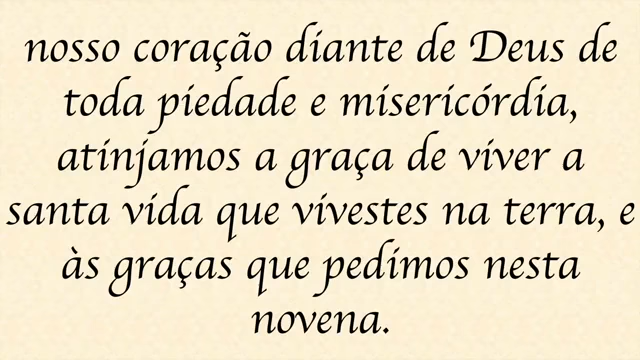 nosso coração diante de Deus de
toda piedade e misericórdia,
atinjamos a graça de viver a
santa vida que vivestes na terra, e
às graças que pedimos nesta
novena.